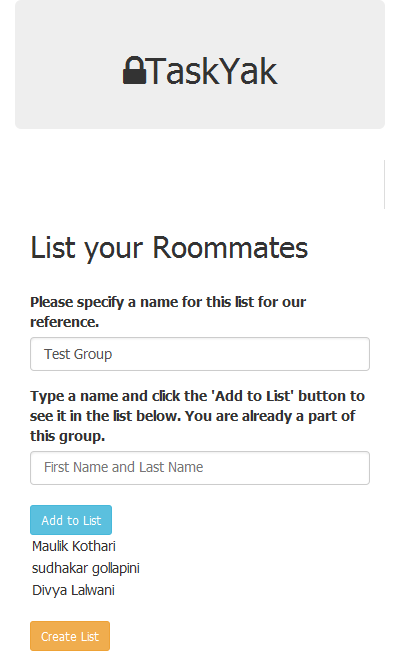 TaskYak
List your Roommates
Please specify a name for this list for our
reference.
Test Group
Type a name and click the 'Add to List' button to
see it in the list below. You are already a part of
this group.
First Name and Last Name
Add to List
Maulik Kothari
sudhakar gollapini
Divya Lalwani
Create List